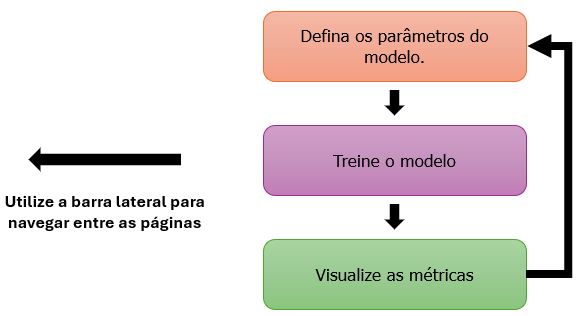 Defina os parâmetros do
modelo.
Treine o modelo
Utilize a barra lateral para
navegar entre as páginas
Visualize as métricas